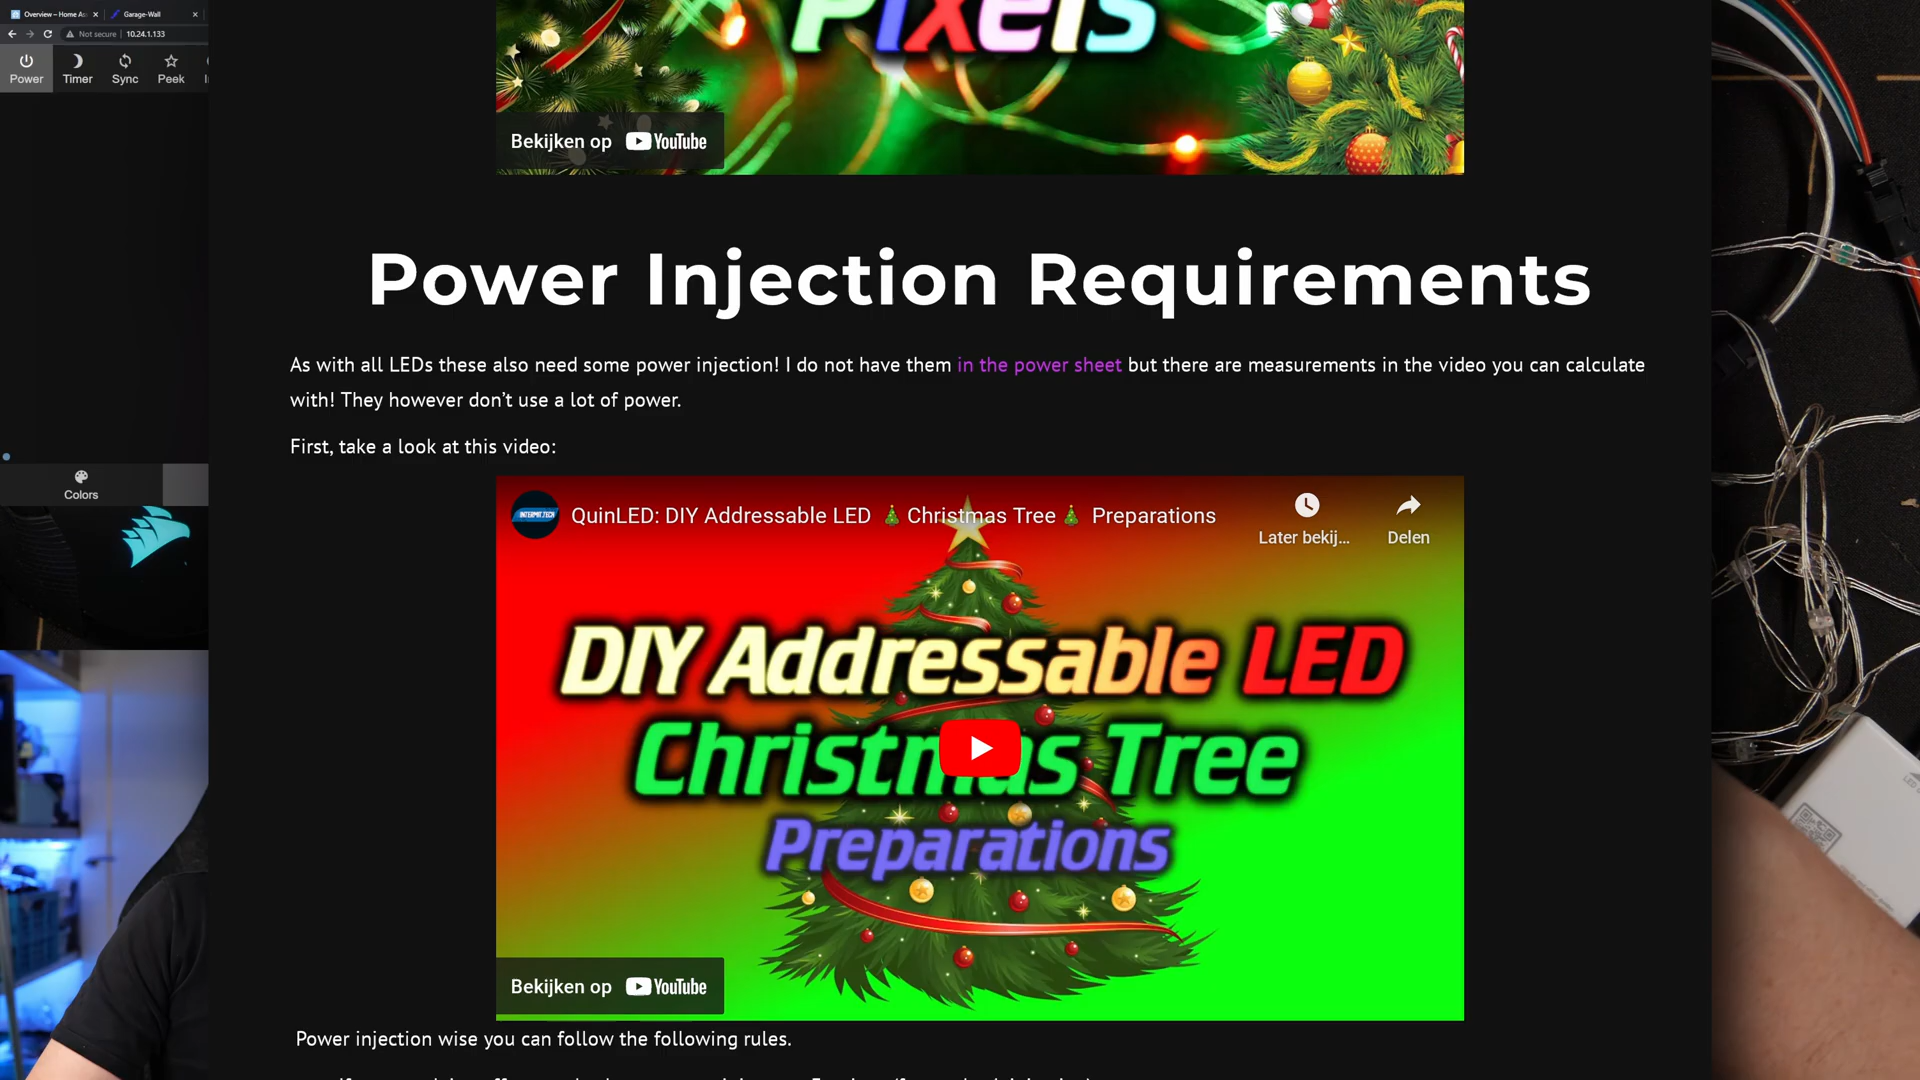 Overview – Home As
Garage-Wall
Not secure | 10.24.1.133
Power
Timer
Sync
Peek
Pixels
Bekijken op YouTube
Power Injection Requirements
As with all LEDs these also need some power injection! I do not have them in the power sheet but there are measurements in the video you can calculate
with! They however don’t use a lot of power.
First, take a look at this video:
Colors
INTERMIT.TECH
QuinLED: DIY Addressable LED 🎄 Christmas Tree 🎄 Preparations
Later bekij...
Delen
DIY Addressable LED
Christmas Tree
Preparations
Bekijken op YouTube
Power injection wise you can follow the following rules.